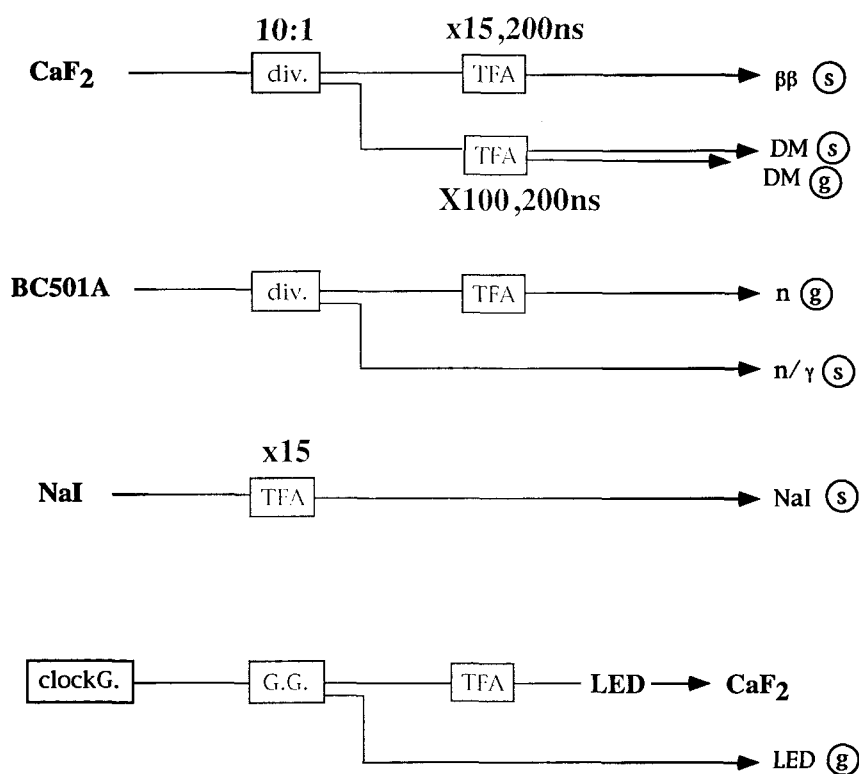 10:1 x15,200ns
CaF2 div. TFA ββ s
TFA DM s
DM g
X100,200ns
BC501A div. TFA n g
n/γ s
x15
NaI TFA NaI s
clockG. G.G. TFA LED CaF2
LED g